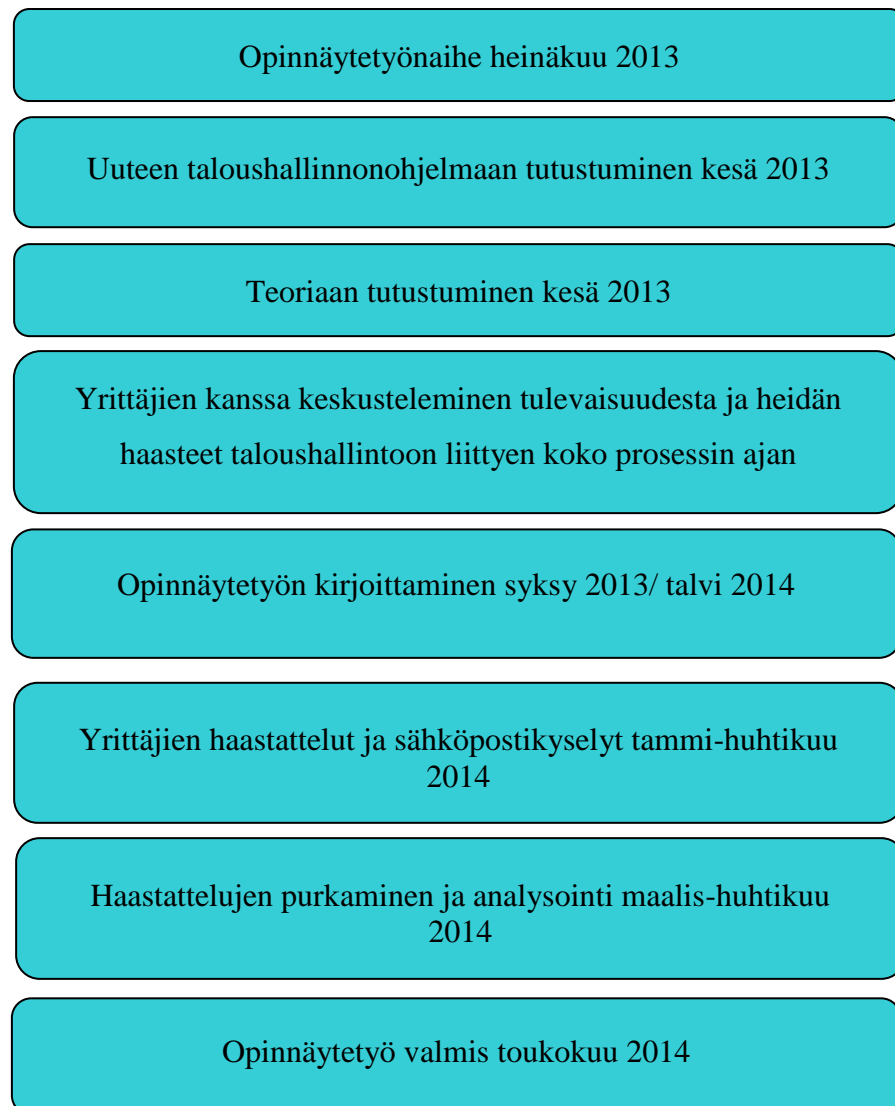 Opinnäytetyönaihe heinäkuu 2013
Uuteen taloushallinnonohjelmaan tutustuminen kesä 2013
Teoriaan tutustuminen kesä 2013
Yrittäjien kanssa keskusteleminen tulevaisuudesta ja heidän
haasteet taloushallintoon liittyen koko prosessin ajan
Opinnäytetyön kirjoittaminen syksy 2013/ talvi 2014
Yrittäjien haastattelut ja sähköpostikyselyt tammi-huhtikuu
2014
Haastattelujen purkaminen ja analysointi maalis-huhtikuu
2014
Opinnäytetyö valmis toukokuu 2014